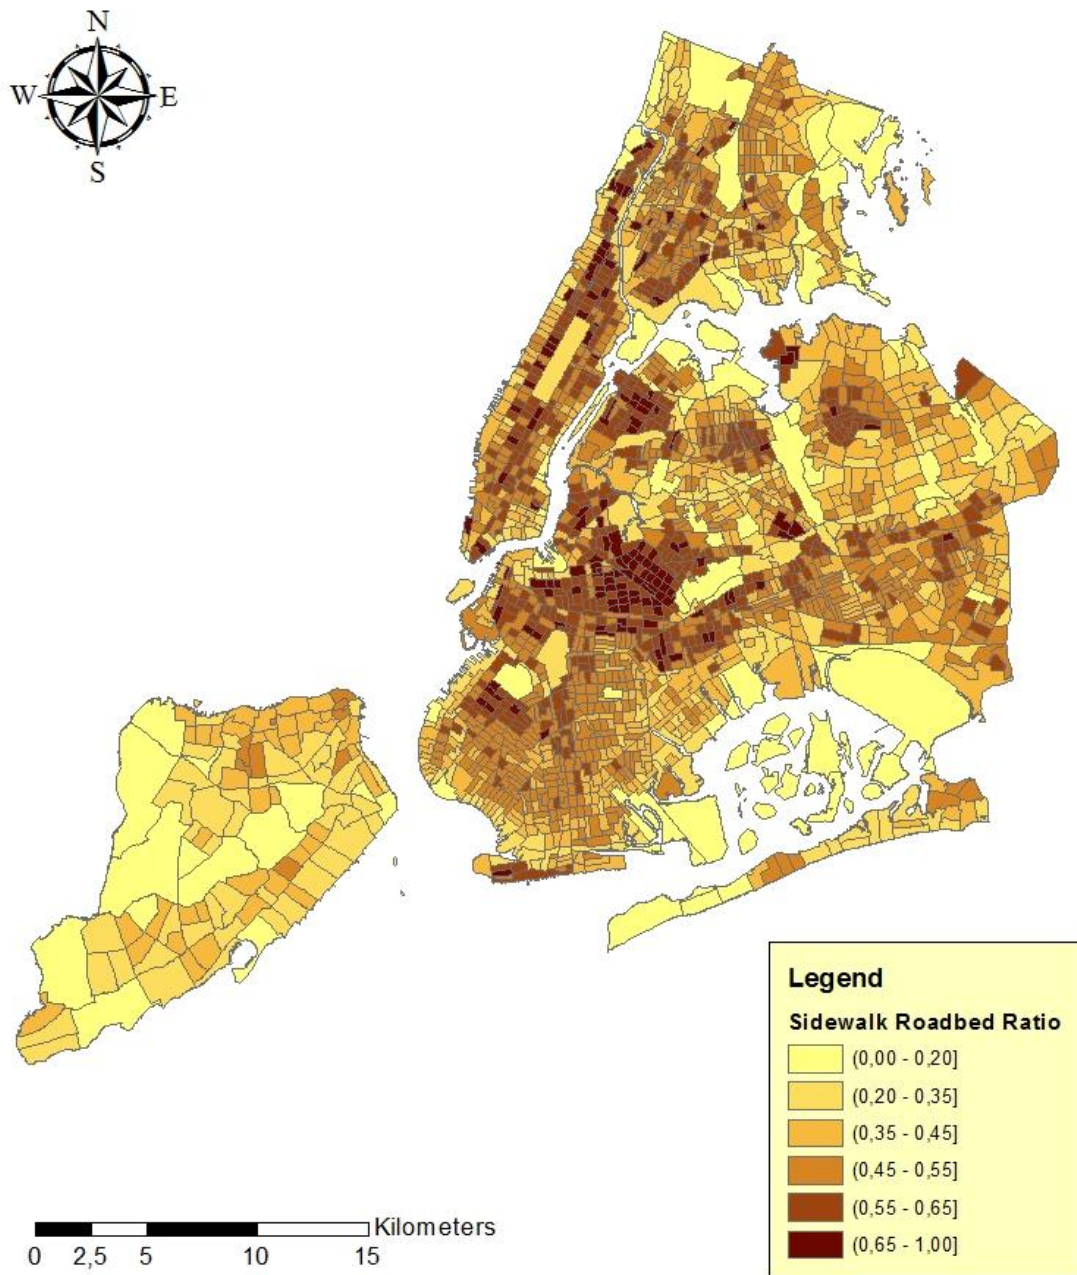 N
W E
S
Legend
Sidewalk Roadbed Ratio
(0,00 - 0,20]
(0,20 - 0,35]
(0,35 - 0,45]
(0,45 - 0,55]
(0,55 - 0,65]
(0,65 - 1,00]
Kilometers
0 2,5 5 10 15